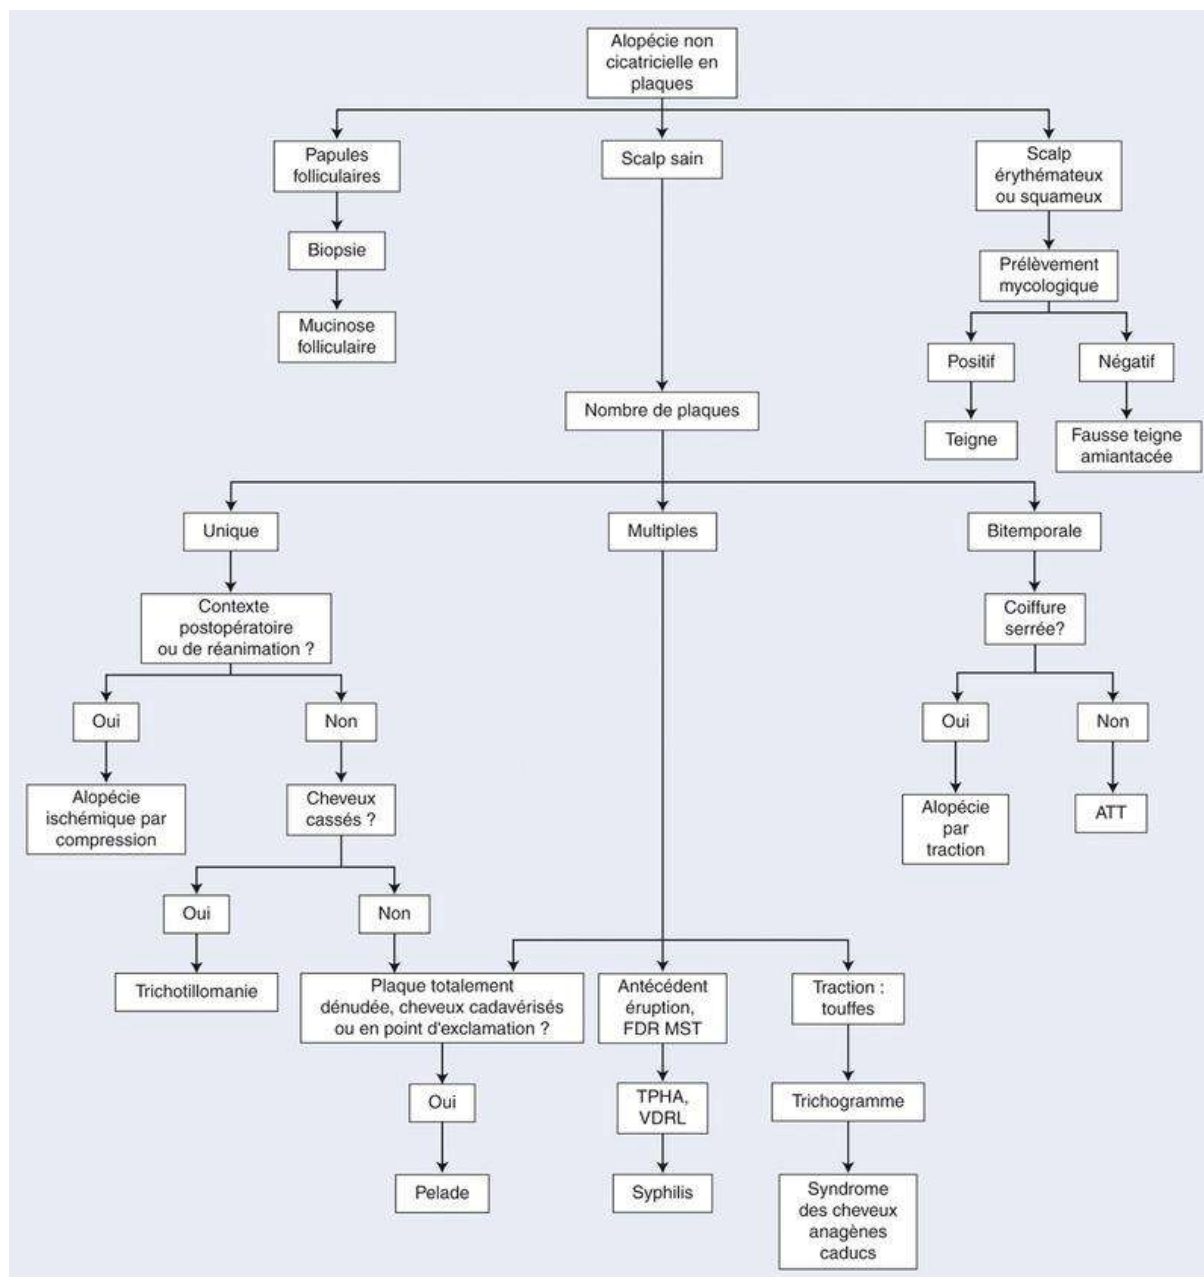 Alopécie non
cicatricielle en
plaques
Papules
folliculaires
Scalp sain
Scalp
érythémateux
ou squameux
Biopsie
Prélèvement
mycologique
Mucinose
folliculaire
Positif
Négatif
Nombre de plaques
Teigne
Fausse teigne
amiantacée
Unique
Multiples
Bitemporale
Contexte
postopératoire
ou de réanimation ?
Coiffure
serrée?
Oui
Non
Oui
Non
Alopécie
ischémique par
compression
Cheveux
cassés ?
Alopécie
par
traction
ATT
Oui
Non
Trichotillomanie
Plaque totalement
dénudée, cheveux cadavérisés
ou en point d'exclamation ?
Antécédent
éruption,
FDR MST
Traction :
touffes
Oui
TPHA,
VDRL
Trichogramme
Pelade
Syphilis
Syndrome
des cheveux
anagènes
caducs